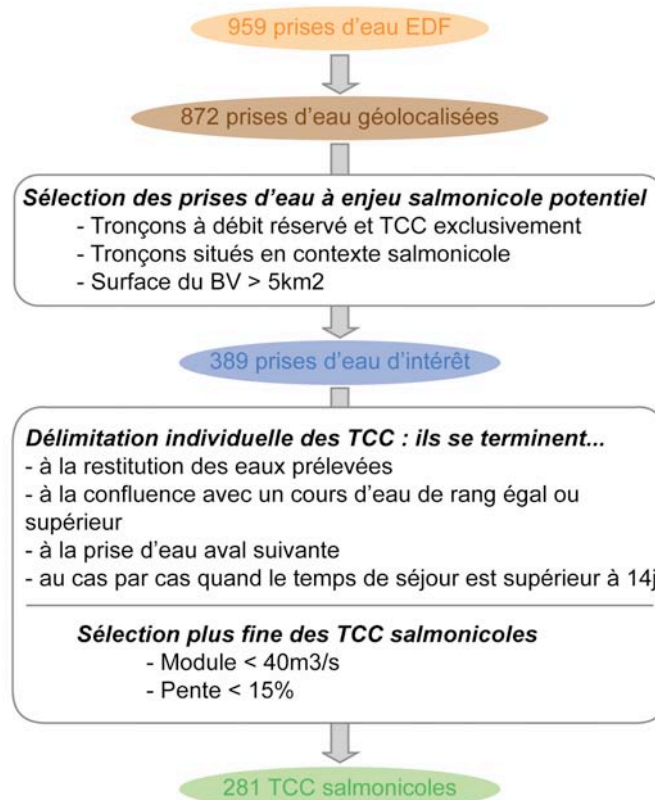 959 prises d'eau EDF
872 prises d'eau géolocalisées
Sélection des prises d'eau à enjeu salmonicole potentiel
- Tronçons à débit réservé et TCC exclusivement
- Tronçons situés en contexte salmonicole
- Surface du BV > 5km2
389 prises d'eau d'intérêt
Délimitation individuelle des TCC : ils se terminent...
- à la restitution des eaux prélevées
- à la confluence avec un cours d'eau de rang égal ou
supérieur
- à la prise d'eau aval suivante
- au cas par cas quand le temps de séjour est supérieur à 14j
Sélection plus fine des TCC salmonicoles
- Module < 40m3/s
- Pente < 15%
281 TCC salmonicoles